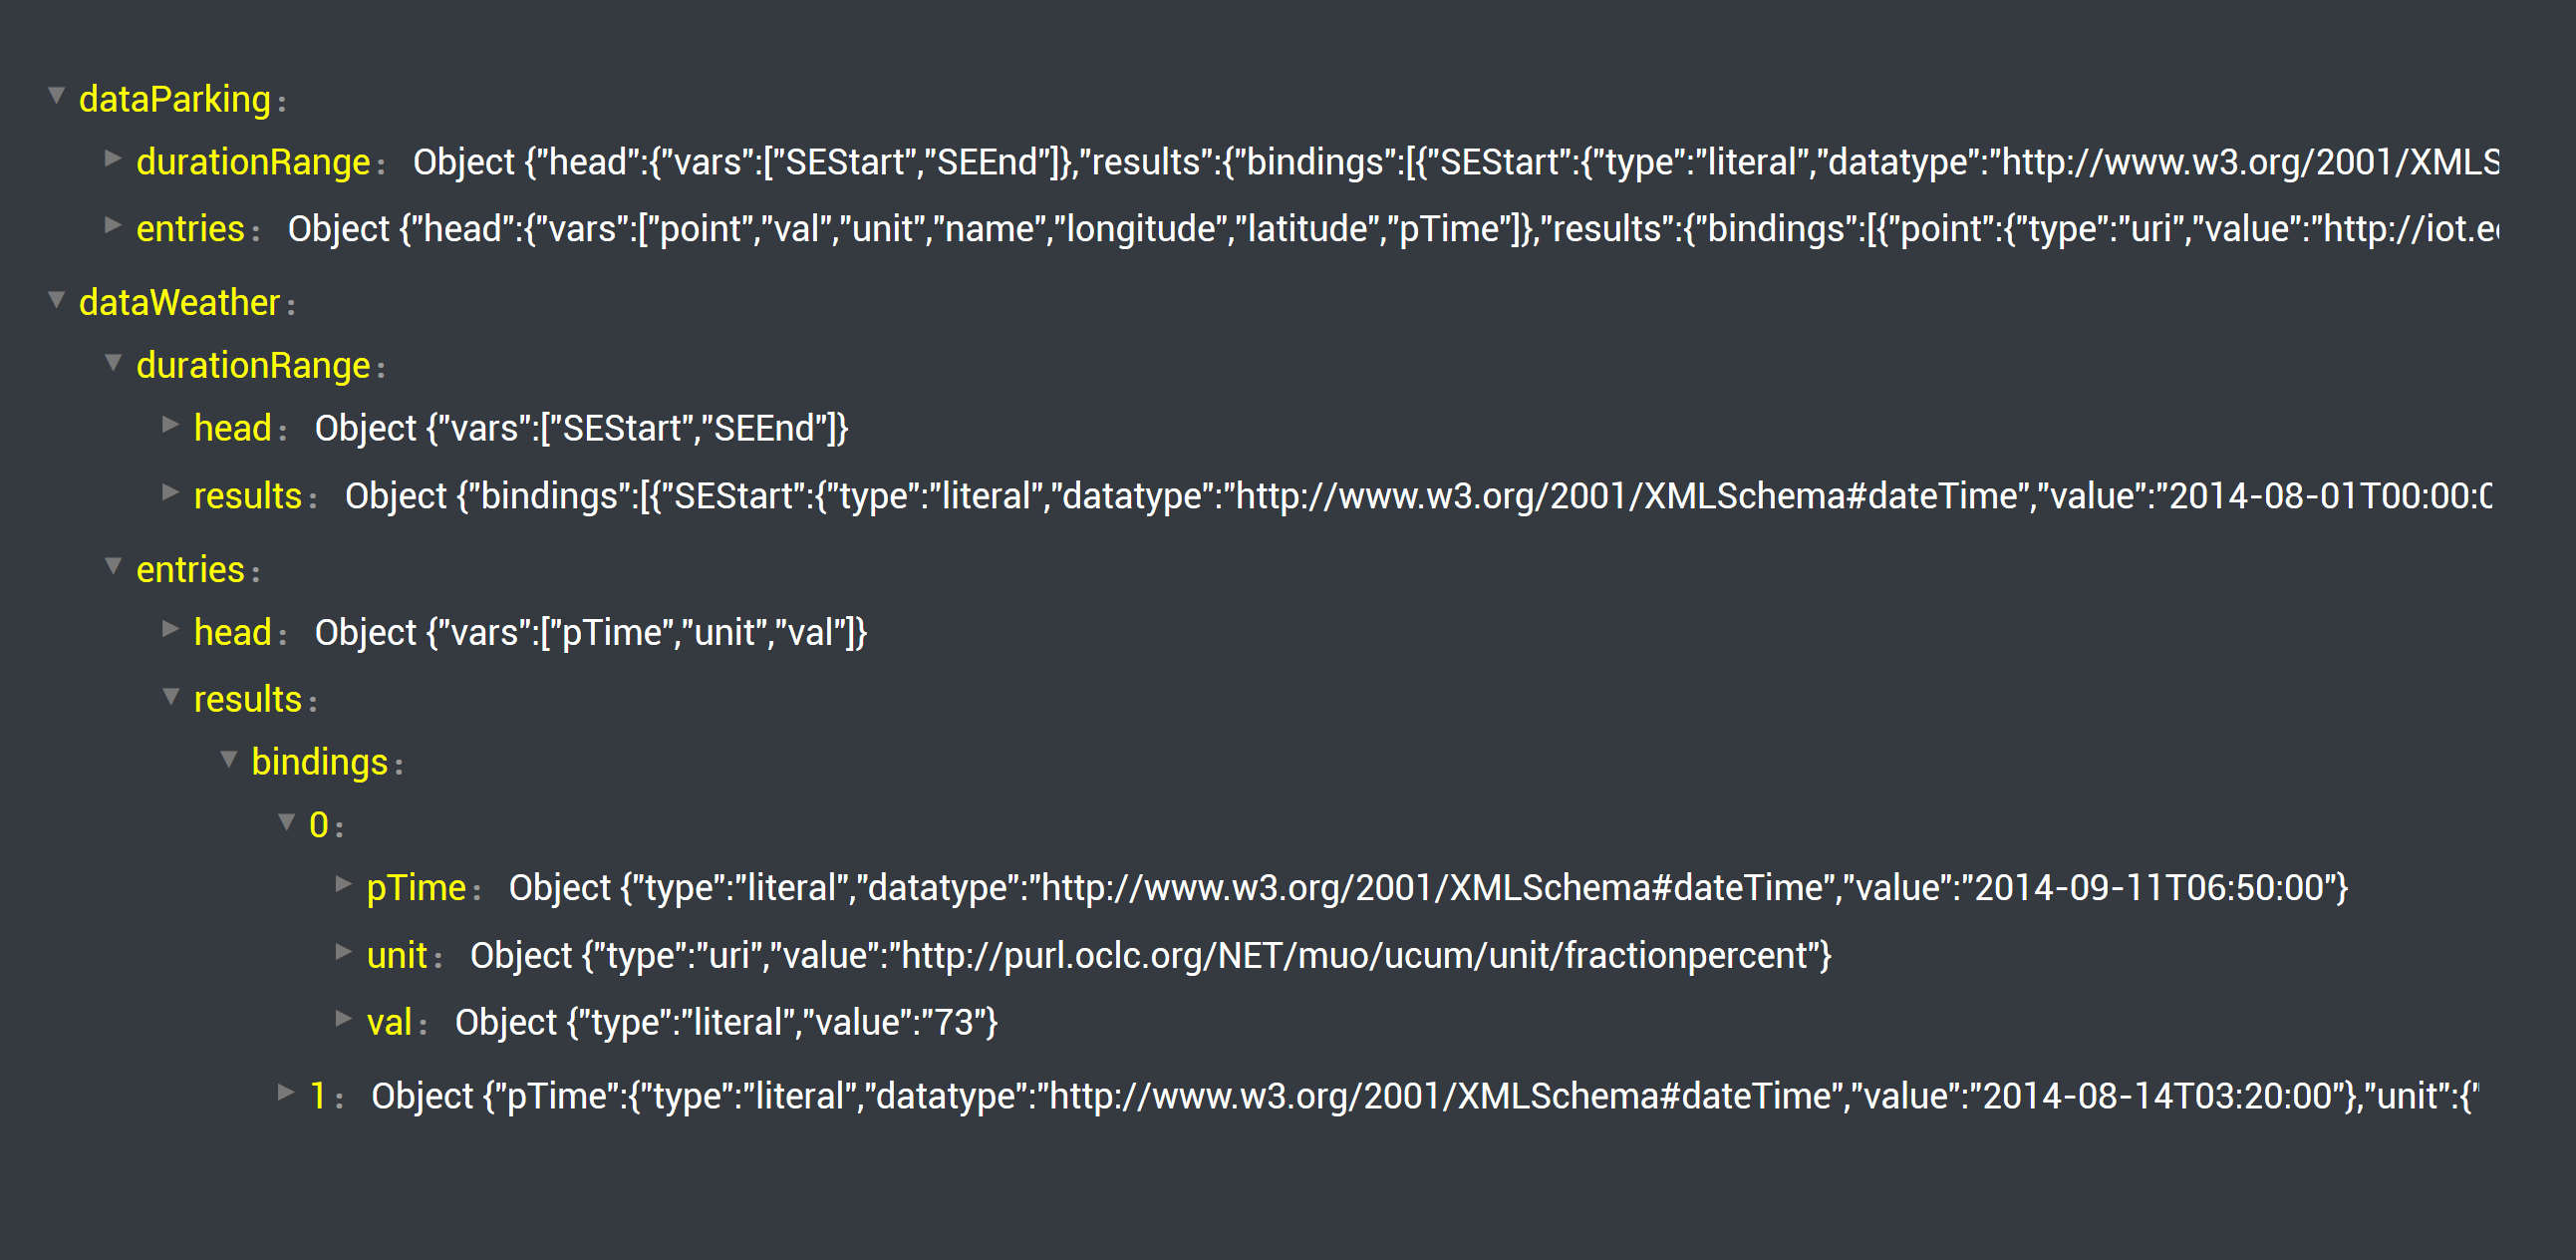 dataParking:
durationRange: Object {"head":{"vars":["SEStart","SEEnd"]},"results":{"bindings":[{"SEStart":{"type":"literal","datatype":"http://www.w3.org/2001/XMLS
entries: Object {"head":{"vars":["point","val","unit","name","longitude","latitude","pTime"]},"results":{"bindings":[{"point":{"type":"uri","value":"http://iot.e
dataWeather:
durationRange:
head: Object {"vars":["SEStart","SEEnd"]}
results: Object {"bindings":[{"SEStart":{"type":"literal","datatype":"http://www.w3.org/2001/XMLSchema#dateTime","value":"2014-08-01T00:00:0
entries:
head: Object {"vars":["pTime","unit","val"]}
results:
bindings:
0:
pTime: Object {"type":"literal","datatype":"http://www.w3.org/2001/XMLSchema#dateTime","value":"2014-09-11T06:50:00"}
unit: Object {"type":"uri","value":"http://purl.oclc.org/NET/muo/ucum/unit/fractionpercent"}
val: Object {"type":"literal","value":"73"}
1: Object {"pTime":{"type":"literal","datatype":"http://www.w3.org/2001/XMLSchema#dateTime","value":"2014-08-14T03:20:00"},"unit":{"